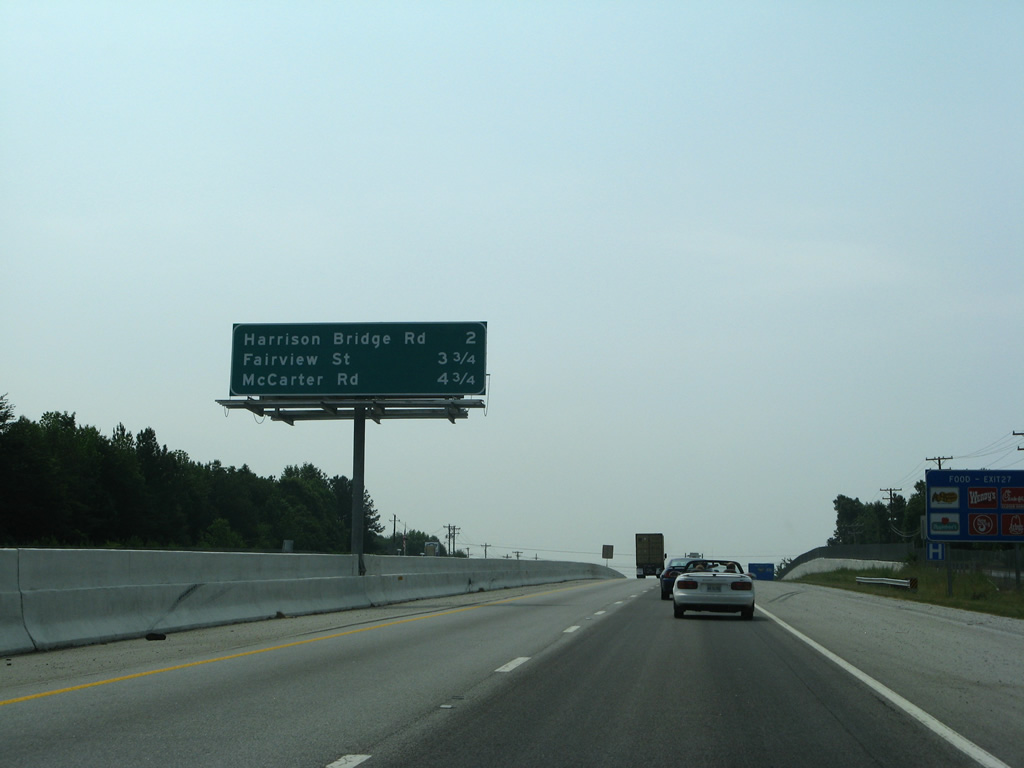 Harrison Bridge Rd 2
Fairview St 3 3/4
McCarter Rd 4 3/4
FOOD - EXIT 27
Wendy's
H